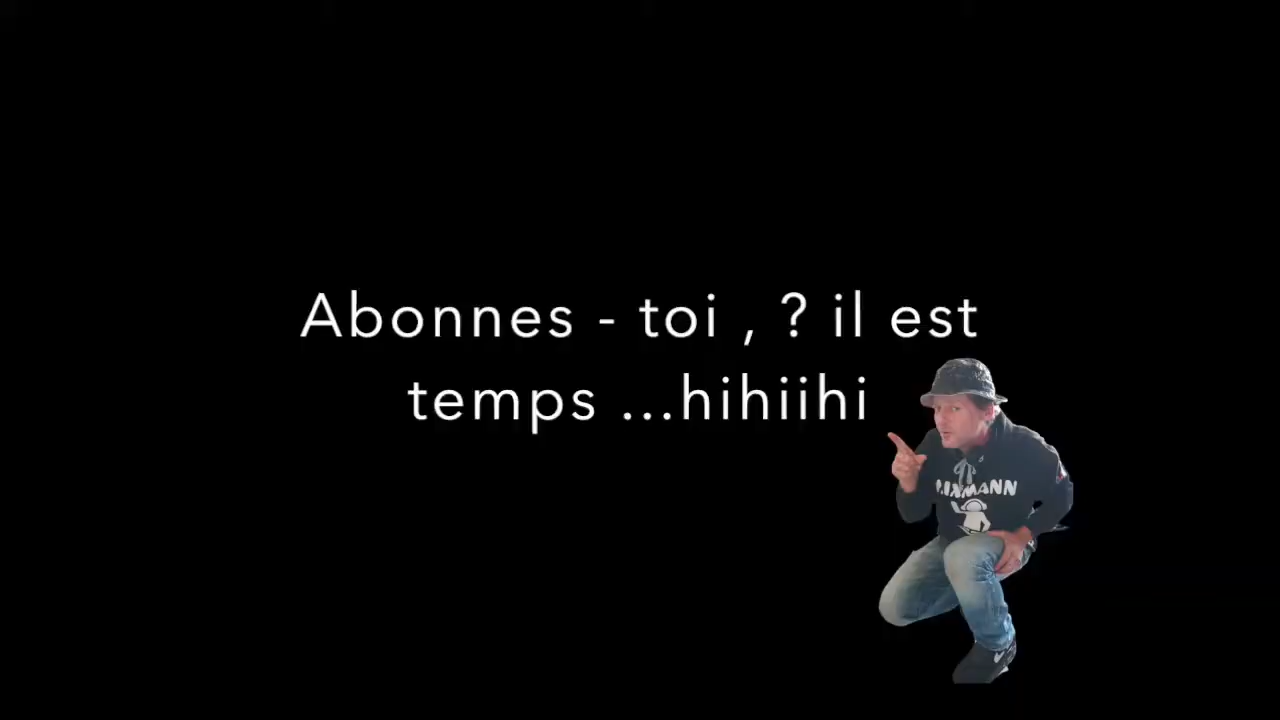 Abonnes - toi , ? il est
temps ...hihiihi